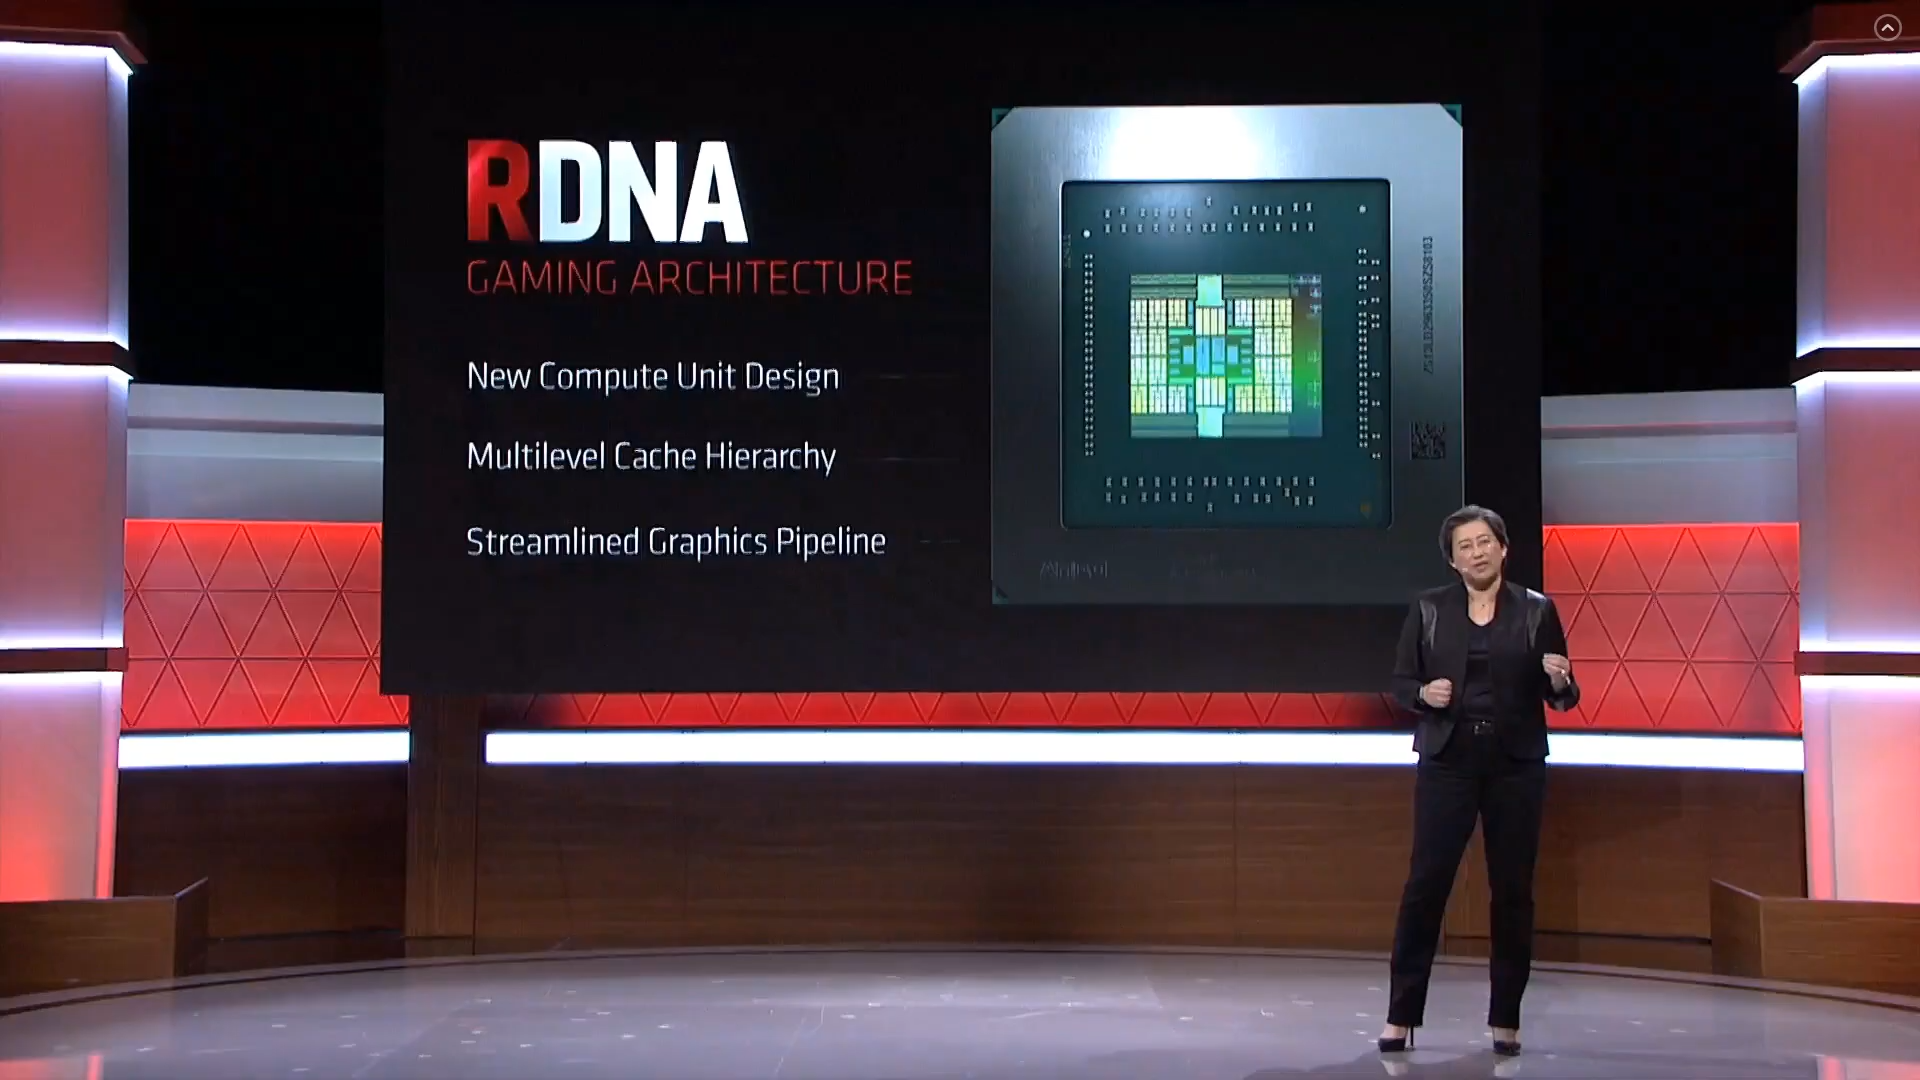 RDNA
GAMING ARCHITECTURE
New Compute Unit Design
Multilevel Cache Hierarchy
Streamlined Graphics Pipeline